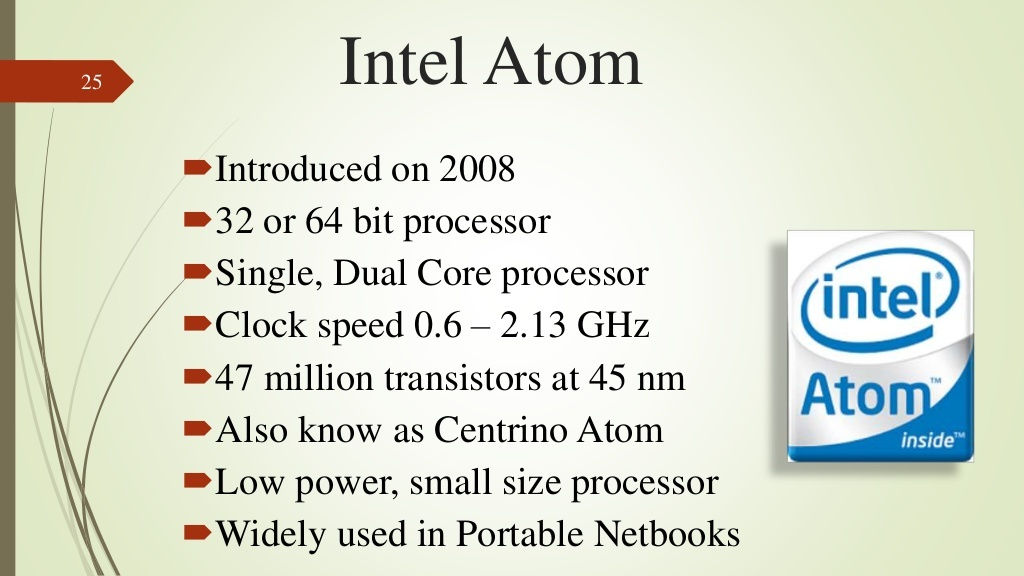 25
Intel Atom
Introduced on 2008
32 or 64 bit processor
Single, Dual Core processor
Clock speed 0.6 – 2.13 GHz
47 million transistors at 45 nm
Also know as Centrino Atom
Low power, small size processor
Widely used in Portable Netbooks
intel®
Atom™
inside™